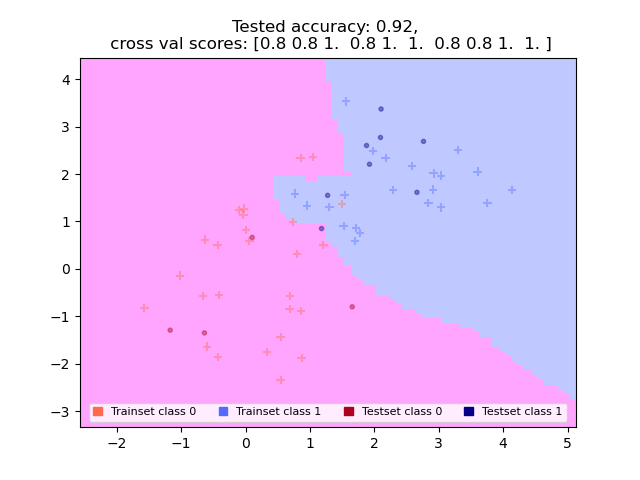 Tested accuracy: 0.92,
cross val scores: [0.8 0.8 1.  0.8 1.  1.  0.8 0.8 1.  1. ]
4
3
2
1
0
−1
−2
−3
Trainset class 0 Trainset class 1 Testset class 0 Testset class 1
−2 −1 0 1 2 3 4 5